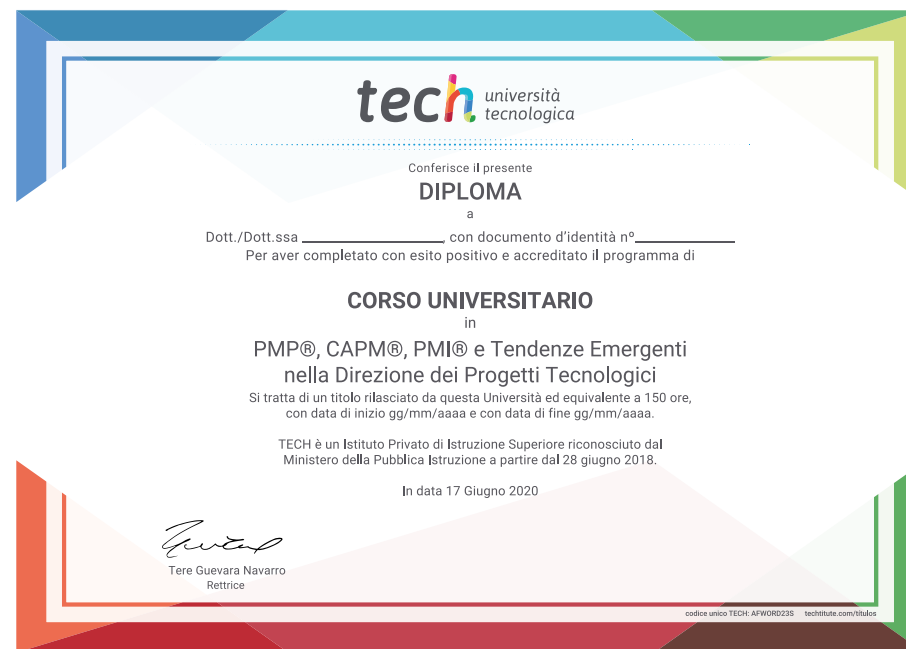 tech università
tecnologica
Conferisce il presente
DIPLOMA
a
Dott./Dott.ssa ____________________, con documento d'identità nº______________
Per aver completato con esito positivo e accreditato il programma di
CORSO UNIVERSITARIO
in
PMP®, CAPM®, PMI® e Tendenze Emergenti
nella Direzione dei Progetti Tecnologici
Si tratta di un titolo rilasciato da questa Università ed equivalente a 150 ore,
con data di inizio gg/mm/aaaa e con data di fine gg/mm/aaaa.
TECH è un Istituto Privato di Istruzione Superiore riconosciuto dal
Ministero della Pubblica Istruzione a partire dal 28 giugno 2018.
In data 17 Giugno 2020
Tere Guevara Navarro
Rettrice
codice unico TECH: AFWORD23S techtitute.com/titulos